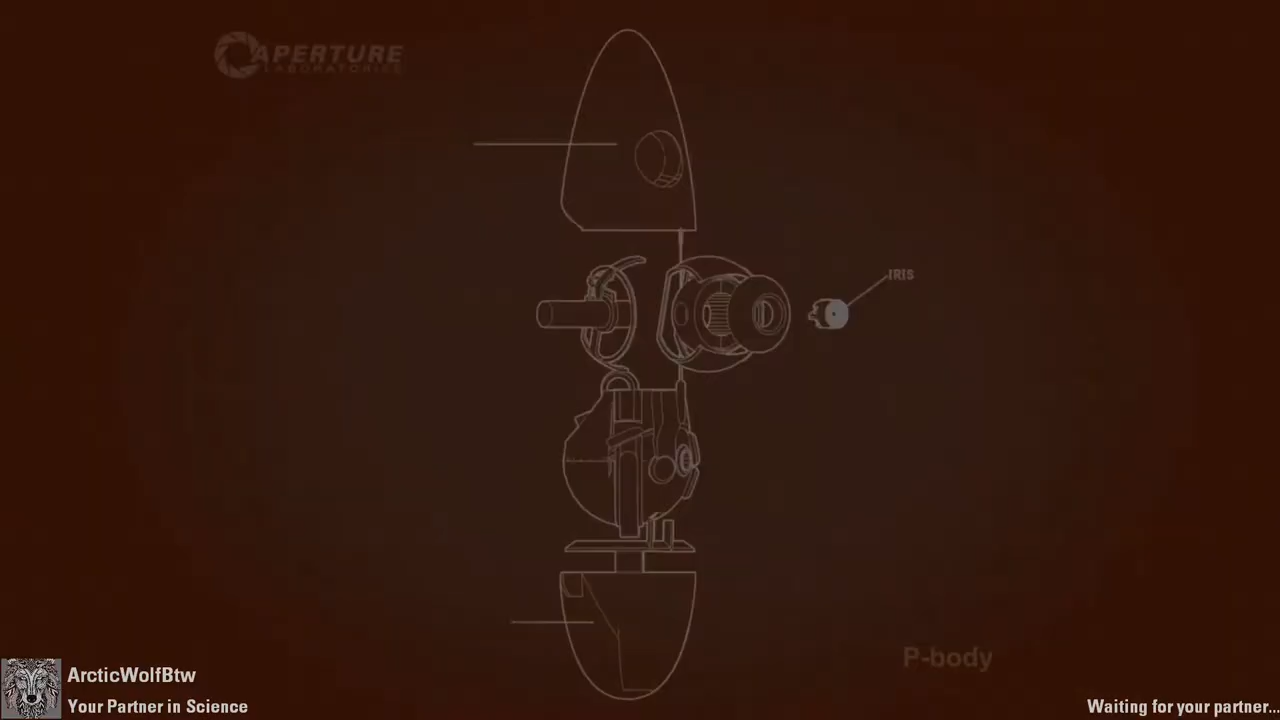 APERTURE
LABORATORIES
IRIS
P-body
ArcticWolfBtw
Your Partner in Science
Waiting for your partner...